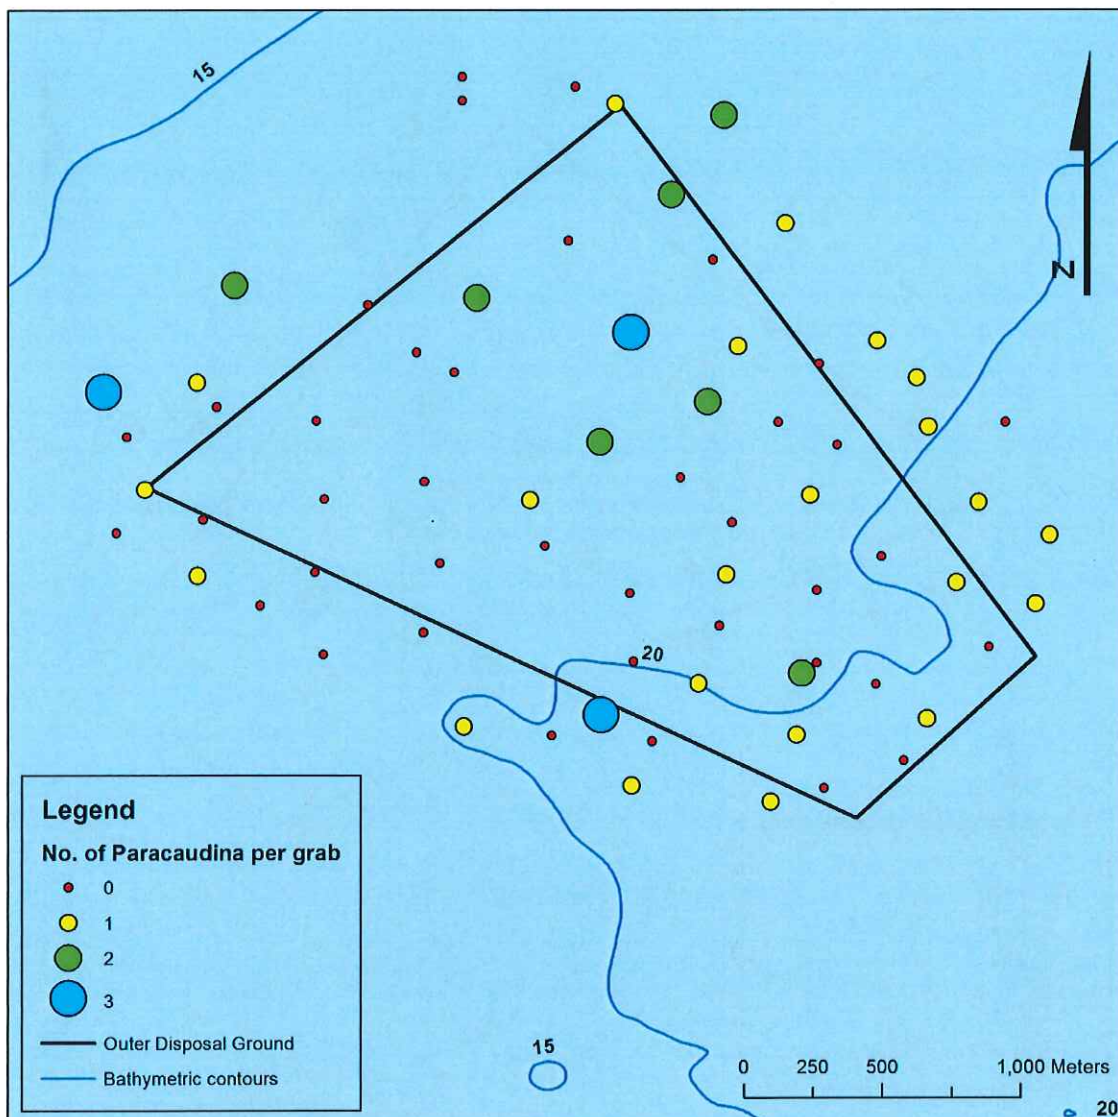 15
N
20
Legend
No. of Paracaudina per grab
0
1
2
3
Outer Disposal Ground
Bathymetric contours
15
0 250 500 1,000 Meters
20